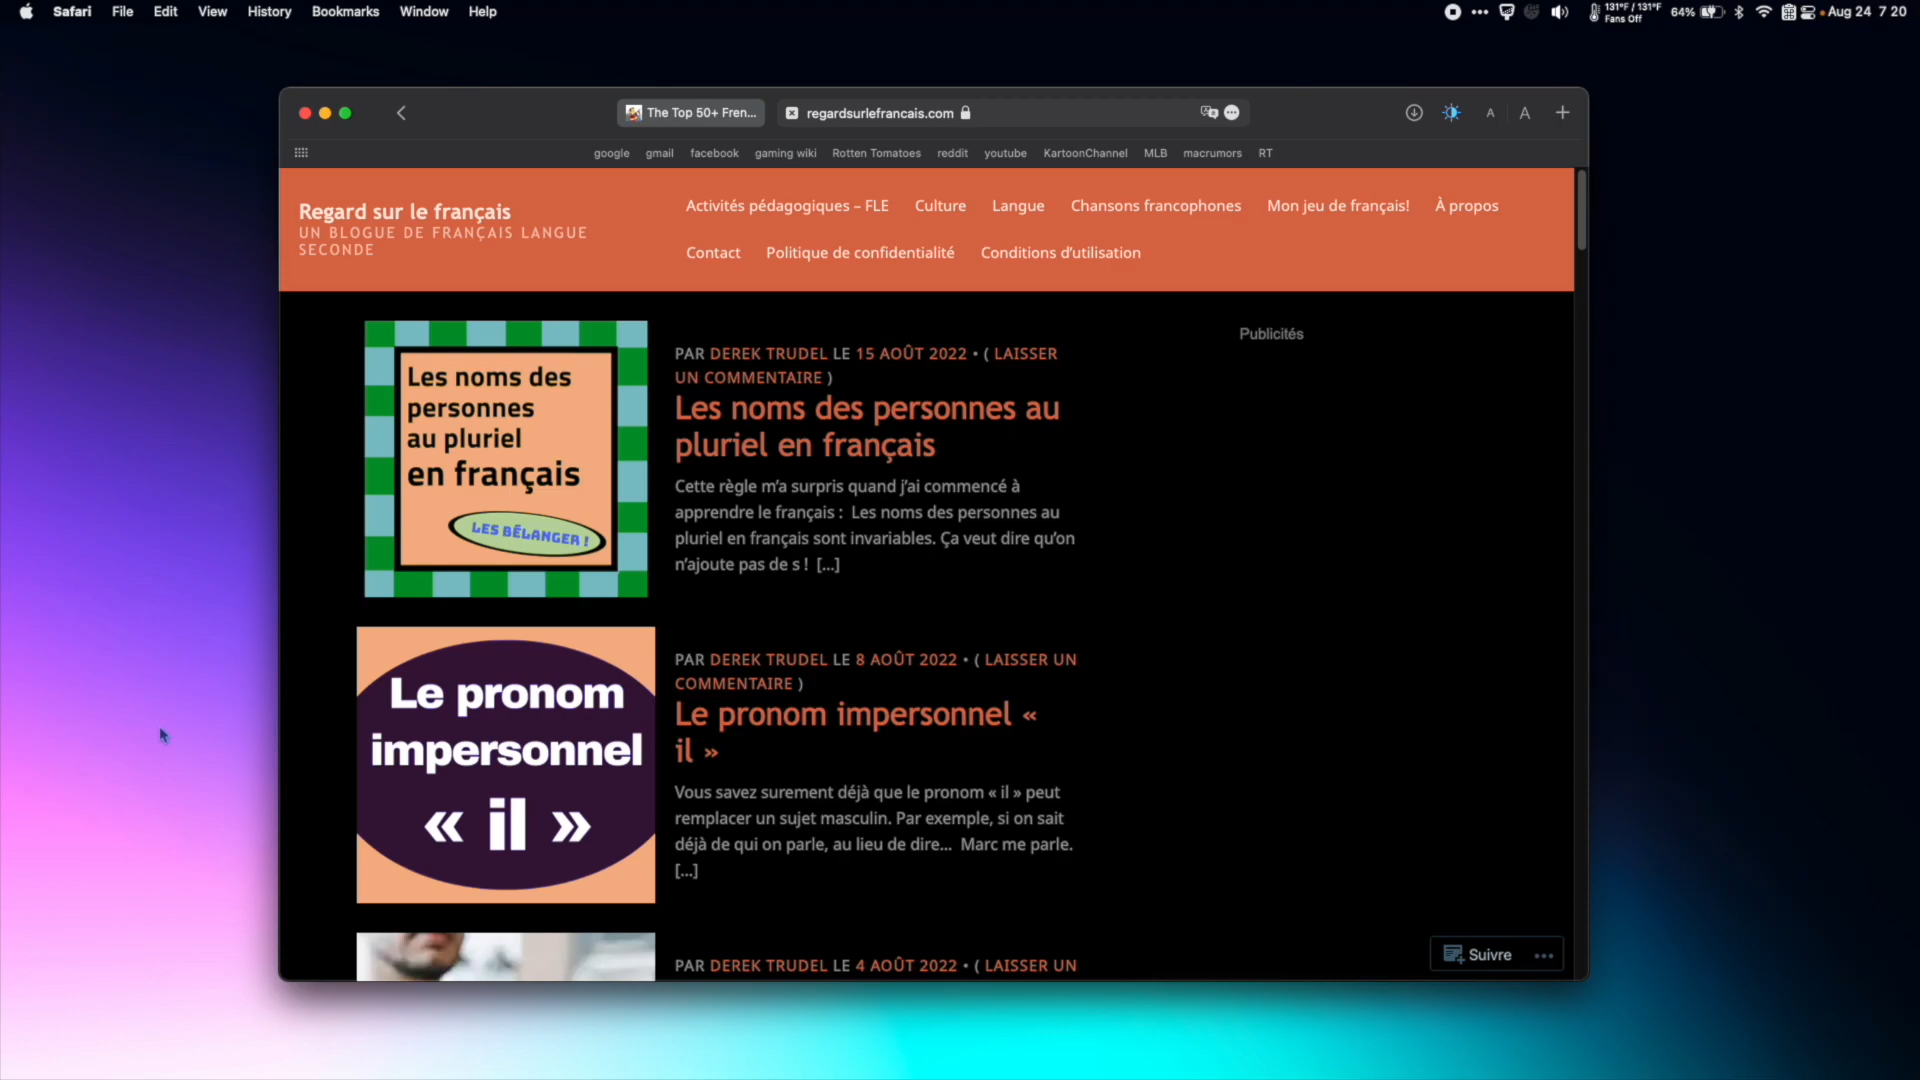 Safari File Edit View History Bookmarks Window Help
131°F / 131°F
Fans Off
64%
Aug 24 7 20
The Top 50+ Fren...
regardsurlefrancais.com
A A
google gmail facebook gaming wiki Rotten Tomatoes reddit youtube KartoonChannel MLB macrumors RT
Regard sur le français
UN BLOGUE DE FRANÇAIS LANGUE
SECONDE
Activités pédagogiques – FLE Culture Langue Chansons francophones Mon jeu de français! À propos
Contact Politique de confidentialité Conditions d'utilisation
Les noms des
personnes
au pluriel
en français
LES BÉLANGER !
PAR DEREK TRUDEL LE 15 AOÛT 2022 • ( LAISSER
UN COMMENTAIRE )
Les noms des personnes au
pluriel en français
Cette règle m'a surpris quand j'ai commencé à
apprendre le français : Les noms des personnes au
pluriel en français sont invariables. Ça veut dire qu'on
n'ajoute pas de s ! [...]
Publicités
Le pronom
impersonnel
« il »
PAR DEREK TRUDEL LE 8 AOÛT 2022 • ( LAISSER UN
COMMENTAIRE )
Le pronom impersonnel «
il »
Vous savez surement déjà que le pronom « il » peut
remplacer un sujet masculin. Par exemple, si on sait
déjà de qui on parle, au lieu de dire... Marc me parle.
[...]
PAR DEREK TRUDEL LE 4 AOÛT 2022 • ( LAISSER UN
Suivre